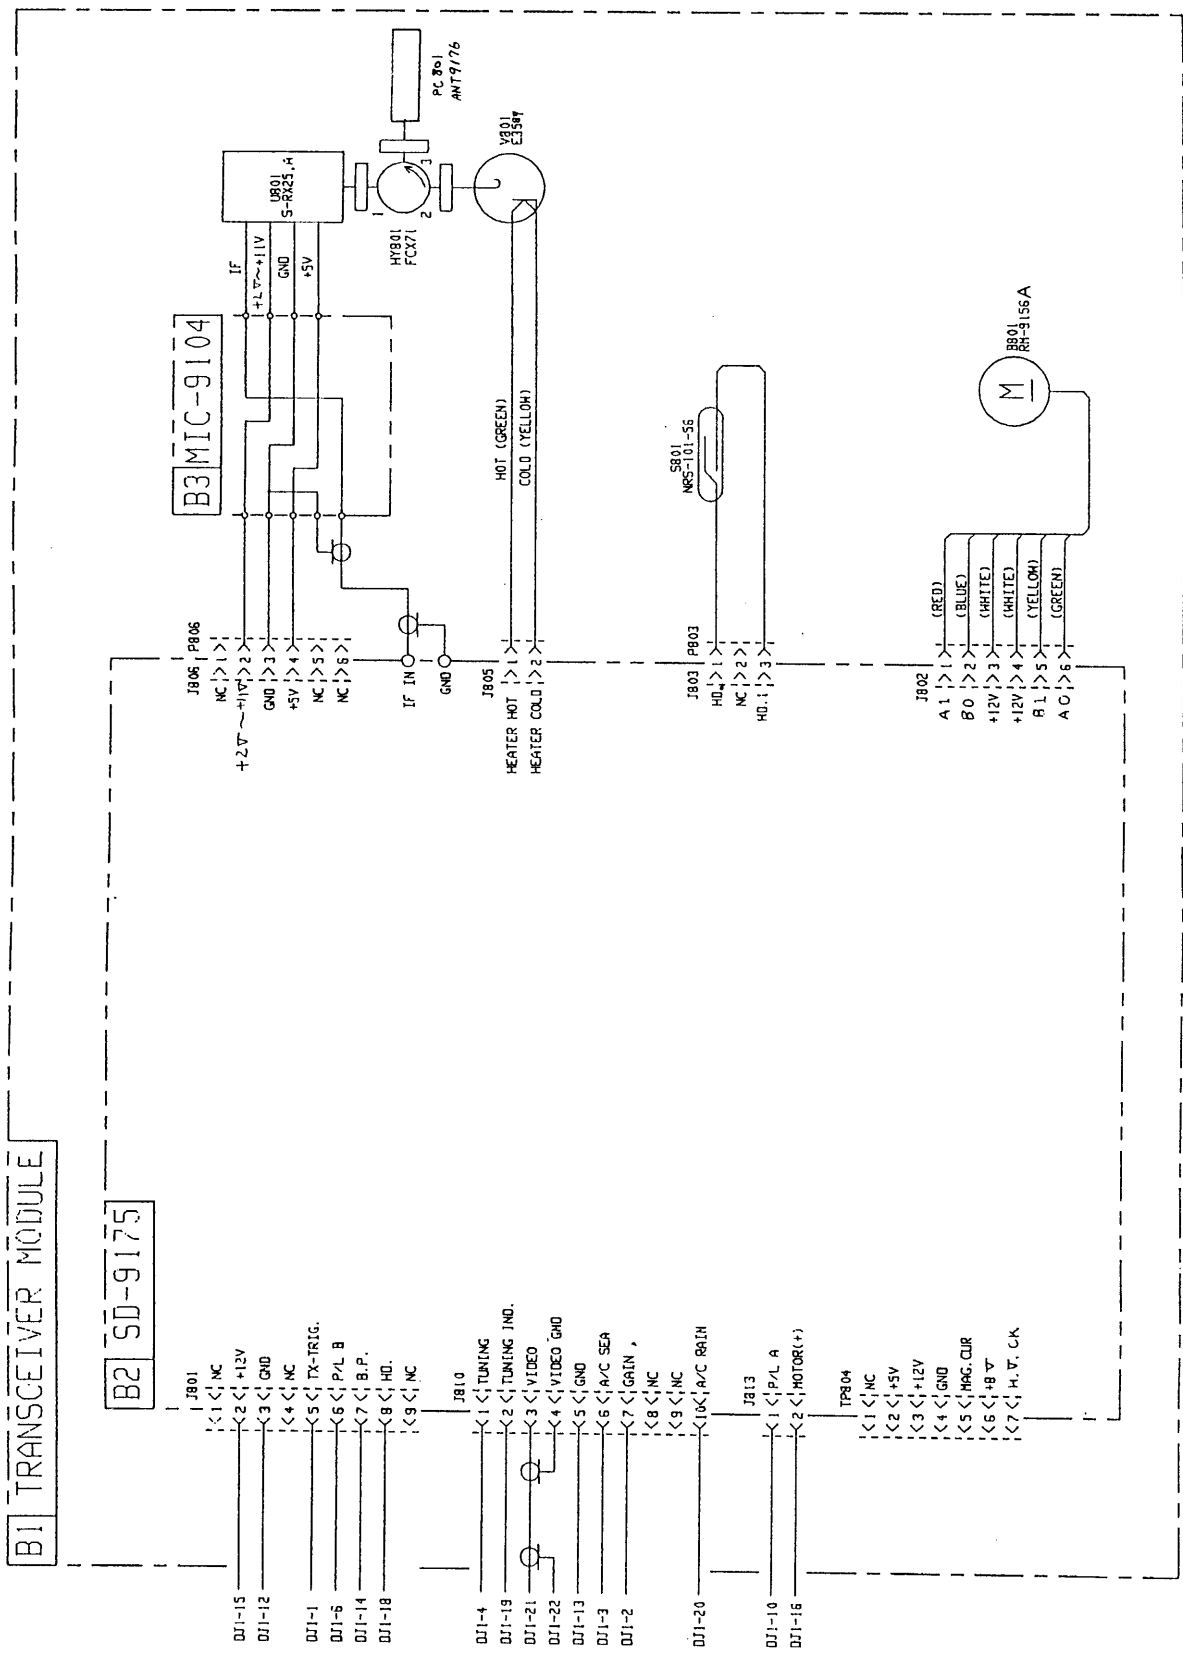 B1 TRANSCEIVER MODULE
B2 SD-9175
J801
1 NC
2 +12V
3 GND
4 NC
5 TX-TRIG.
6 P/L B
7 B.P.
8 HD.
9 NC
DJ1-15
DJ1-12
DJ1-1
DJ1-6
DJ1-14
DJ1-18
J810
1 TUNING
2 TUNING IND.
3 VIDEO
4 VIDEO GND
5 GND
6 A/C SEA
7 GAIN
8 NC
9 NC
10 A/C RAIN
DJ1-4
DJ1-19
DJ1-21
DJ1-22
DJ1-13
DJ1-3
DJ1-2
DJ1-20
J813
1 P/L A
2 MOTOR(+)
DJ1-10
DJ1-16
TP804
1 NC
2 +5V
3 +12V
4 GND
5 MAG.CUR
6 +8V
7 H.V. CK
J806 P806
NC 1
+2V~+11V 2
GND 3
+5V 4
NC 5
NC 6
IF IN
GND
J805
HEATER HOT 1
HEATER COLD 2
J803 P803
HD. 1
NC 2
HD.i 3
J802
A1 1
B0 2
+12V 3
+12V 4
B1 5
A0 6
(RED)
(BLUE)
(WHITE)
(WHITE)
(YELLOW)
(GREEN)
B3 MIC-9104
IF
+2V~+11V
GND
+5V
U801
S-RX25.A
HY801
FCX71
1
2
3
PC801
ANT9176
V801
E3587
HOT (GREEN)
COLD (YELLOW)
S801
NRS-101-56
M
B801
RM-9156A